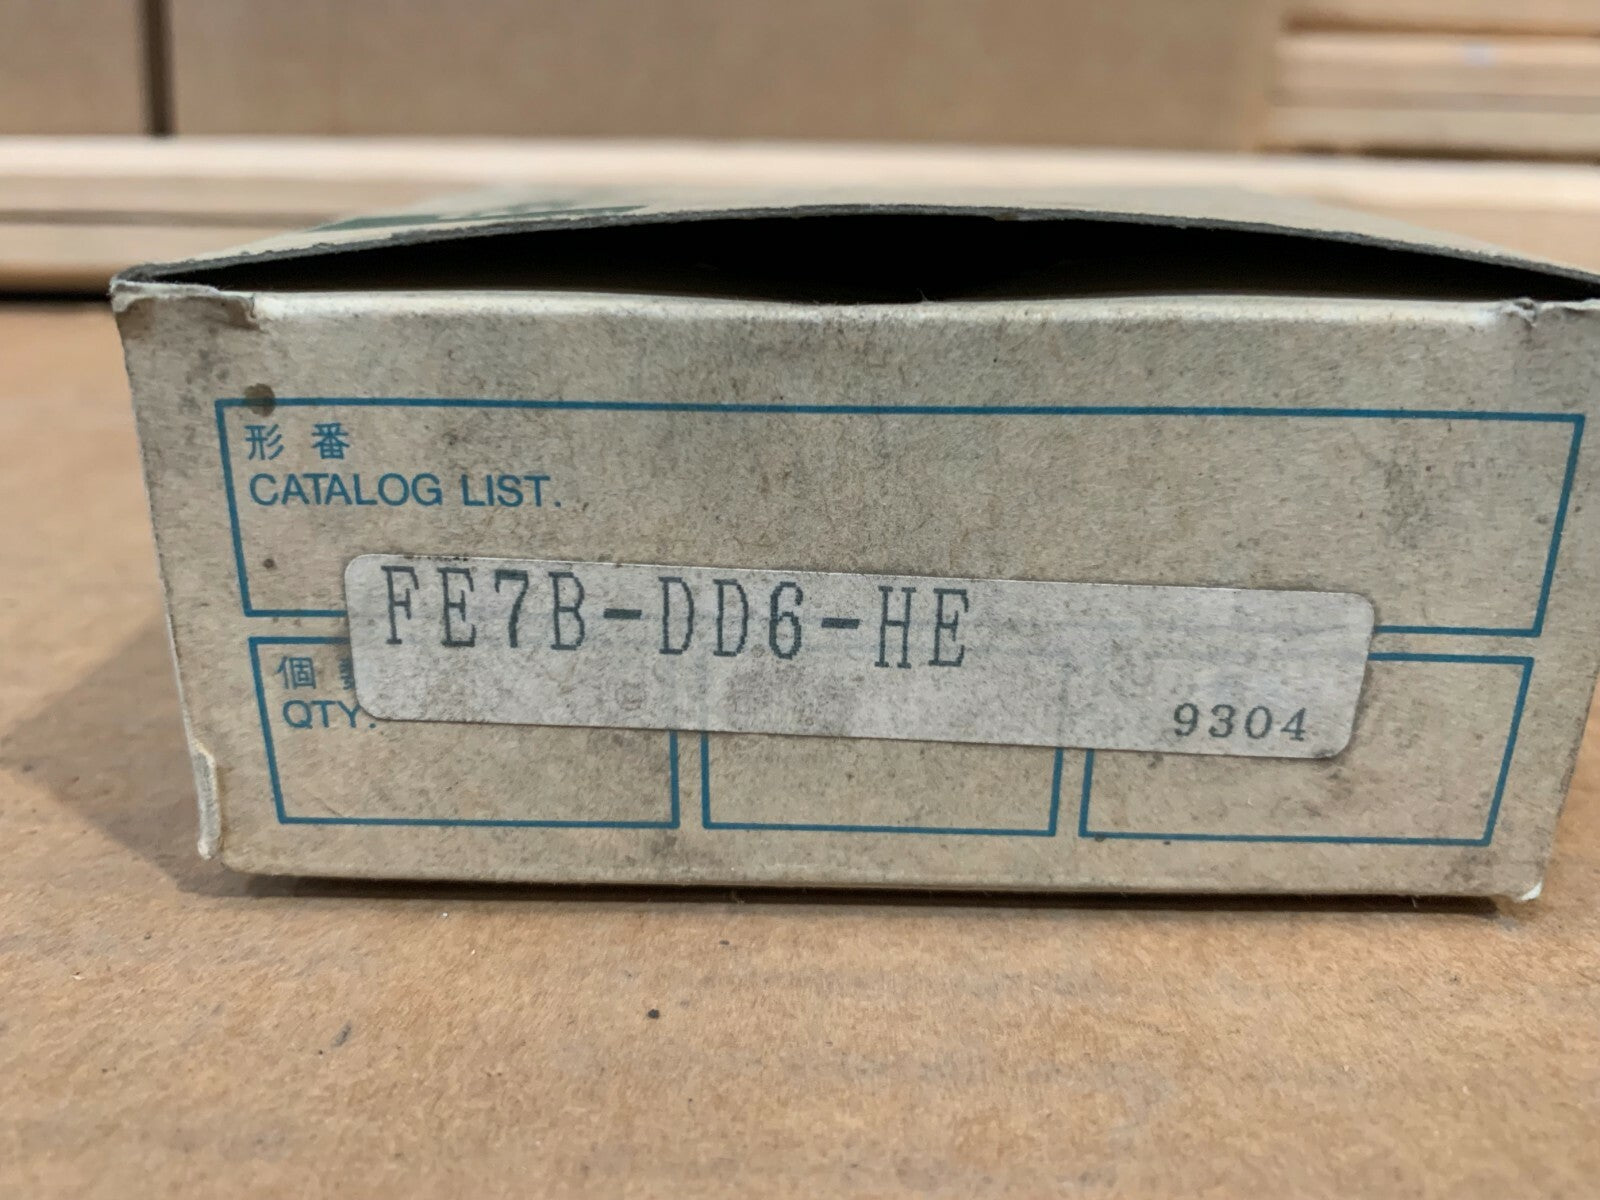 形番
CATALOG LIST.
FE7B-DD6-HE
個
QTY.
9304